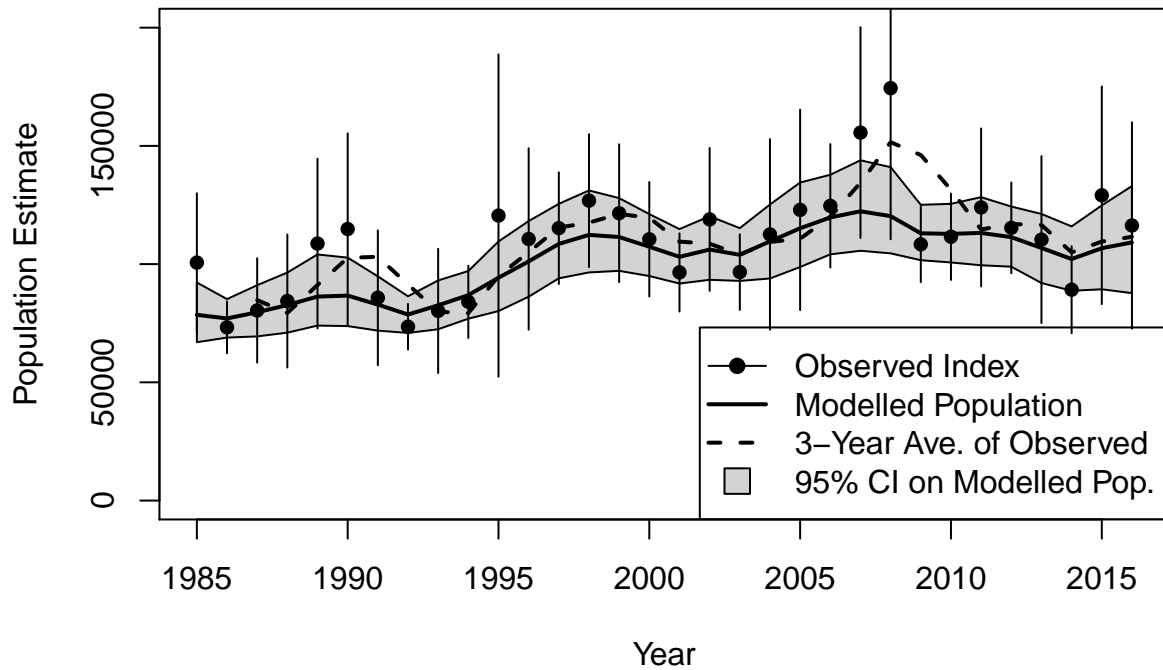 Population Estimate
150000
50000
0
Observed Index
Modelled Population
3−Year Ave. of Observed
95% CI on Modelled Pop.
1985 1990 1995 2000 2005 2010 2015
Year